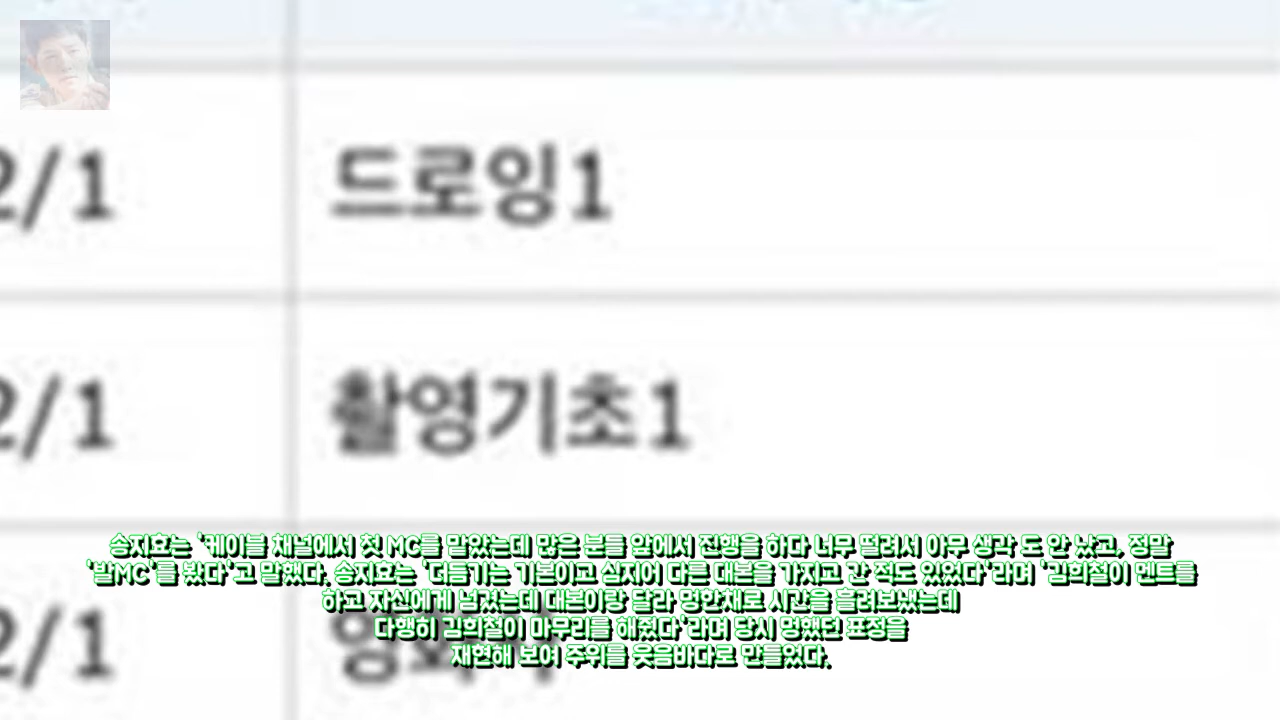 2/1 드로잉1
2/1 촬영기초1
2/1
송지효는 '케이블 채널에서 첫 MC를 맡았는데 많은 분들 앞에서 진행을 하다 너무 떨려서 아무 생각 도 안 났고, 정말
'발MC'를 봤다'고 말했다. 송지효는 '더듬기는 기본이고 심지어 다른 대본을 가지고 간 적도 있었다'라며 '김희철이 멘트를
하고 자신에게 넘겼는데 대본이랑 달라 멍한채로 시간을 흘려보냈는데
다행히 김희철이 마무리를 해줬다'라며 당시 멍했던 표정을
재현해 보여 주위를 웃음바다로 만들었다.